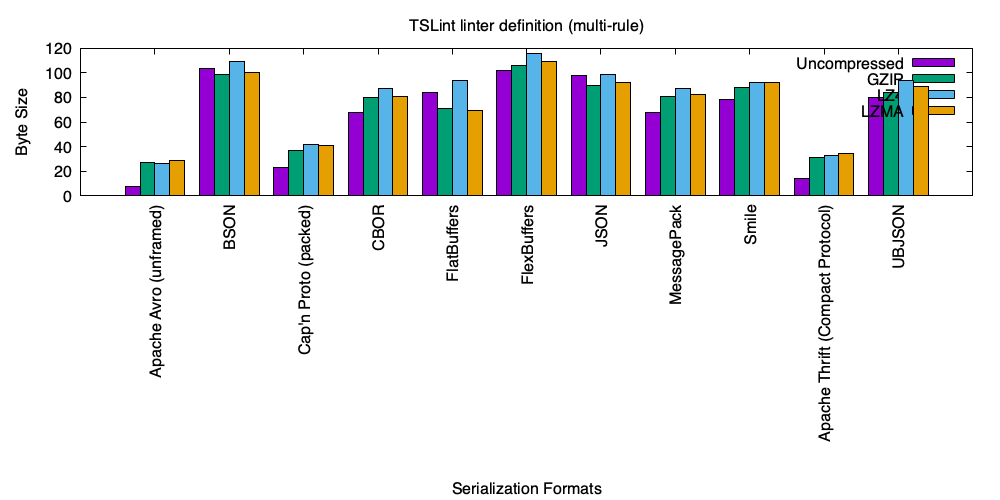 TSLint linter definition (multi-rule)
Byte Size
120
100
80
60
40
20
0
Uncompressed
GZIP
LZ4
LZMA
Apache Avro (unframed)
BSON
Cap'n Proto (packed)
CBOR
FlatBuffers
FlexBuffers
JSON
MessagePack
Smile
Apache Thrift (Compact Protocol)
UBJSON
Serialization Formats